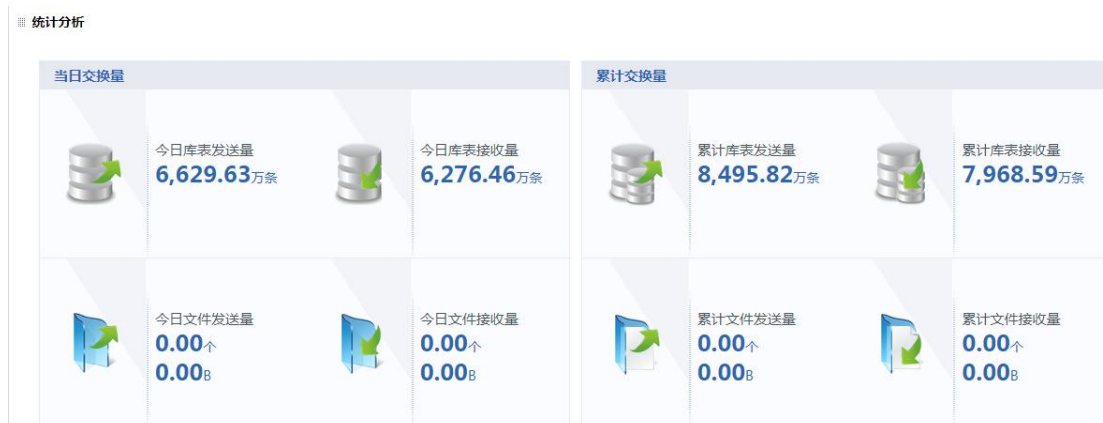 统计分析
当日交换量
今日库表发送量
6,629.63万条
今日库表接收量
6,276.46万条
今日文件发送量
0.00个
0.00B
今日文件接收量
0.00个
0.00B
累计交换量
累计库表发送量
8,495.82万条
累计库表接收量
7,968.59万条
累计文件发送量
0.00个
0.00B
累计文件接收量
0.00个
0.00B